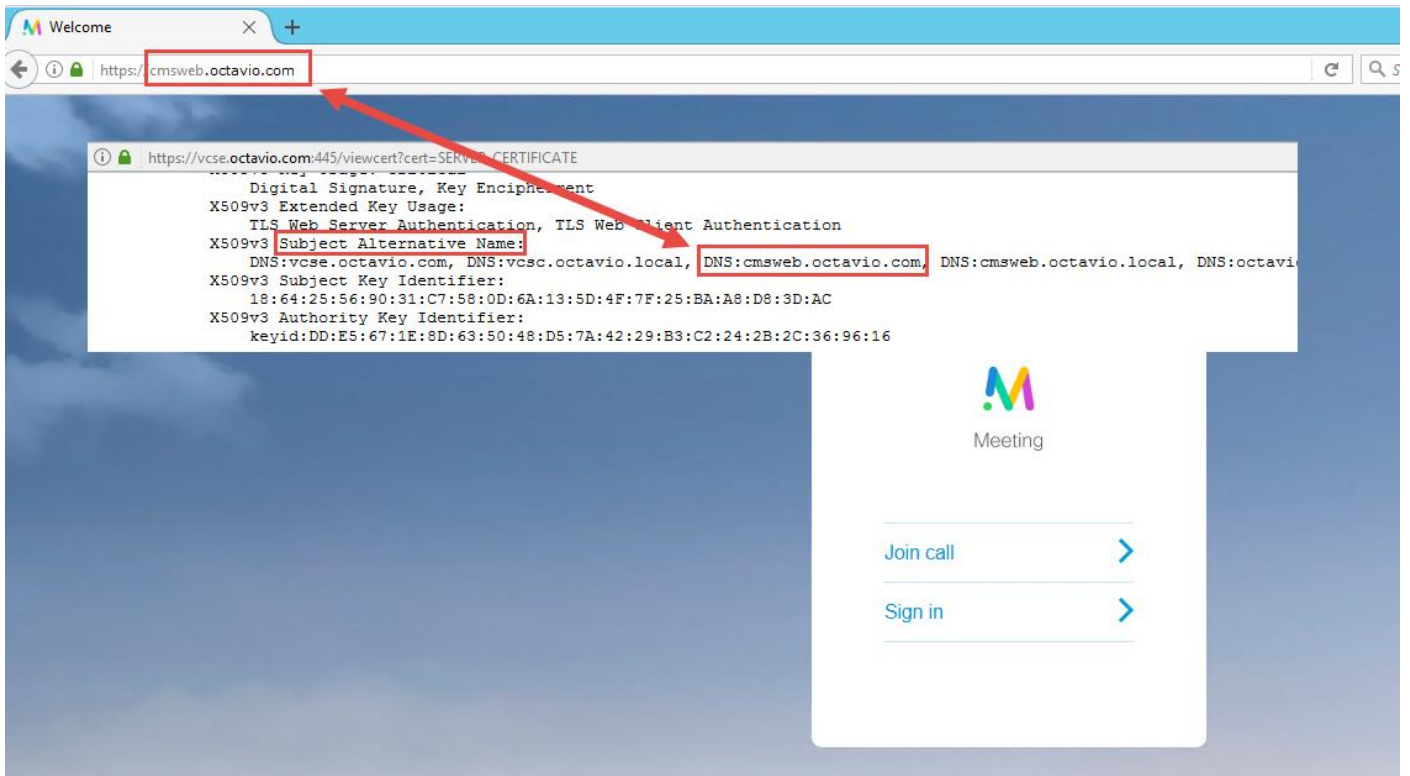 Welcome
https://cmsweb.octavio.com
https://vcse.octavio.com:445/viewcert?cert=SERVER_CERTIFICATE
Digital Signature, Key Encipherment
X509v3 Extended Key Usage:
TLS Web Server Authentication, TLS Web Client Authentication
X509v3 Subject Alternative Name:
DNS:vcse.octavio.com, DNS:vcsc.octavio.local, DNS:cmsweb.octavio.com, DNS:cmsweb.octavio.local, DNS:octavi
X509v3 Subject Key Identifier:
18:64:25:56:90:31:C7:58:0D:6A:13:5D:4F:7F:25:BA:A8:D8:3D:AC
X509v3 Authority Key Identifier:
keyid:DD:E5:67:1E:8D:63:50:48:D5:7A:42:29:B3:C2:24:2B:2C:36:96:16
Meeting
Join call
Sign in